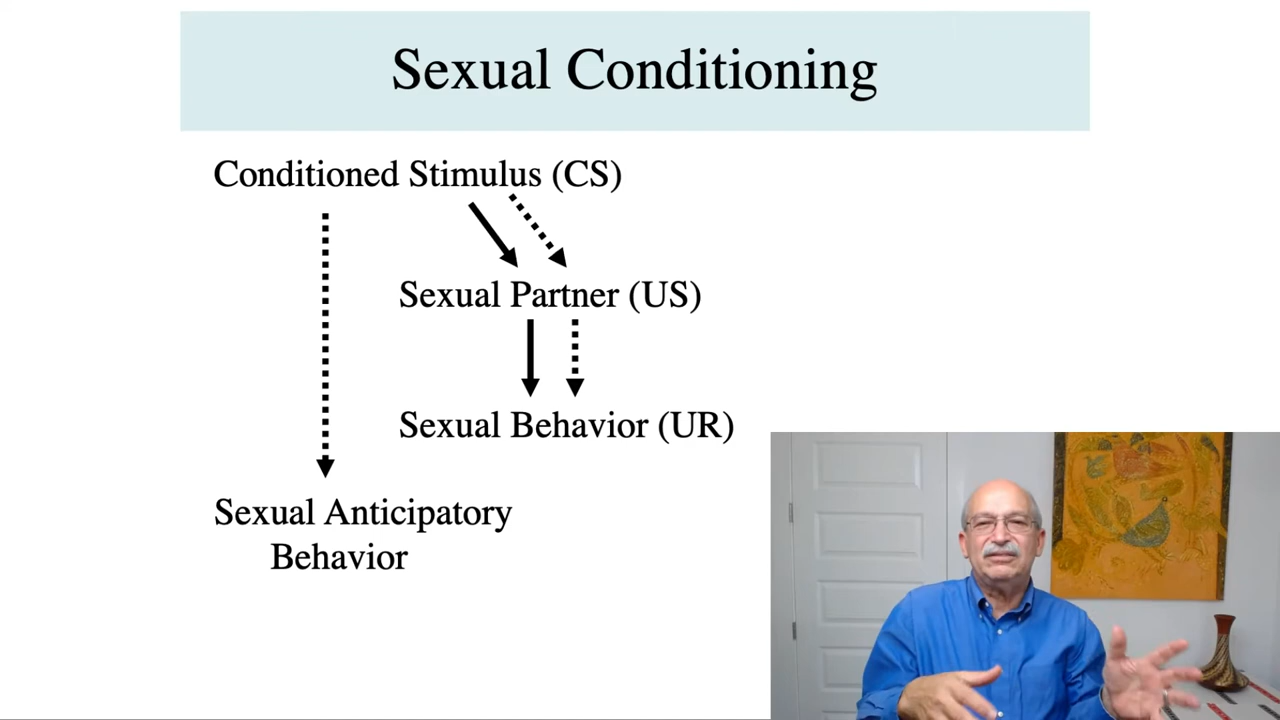 Sexual Conditioning
Conditioned Stimulus (CS)
Sexual Partner (US)
Sexual Behavior (UR)
Sexual Anticipatory
Behavior